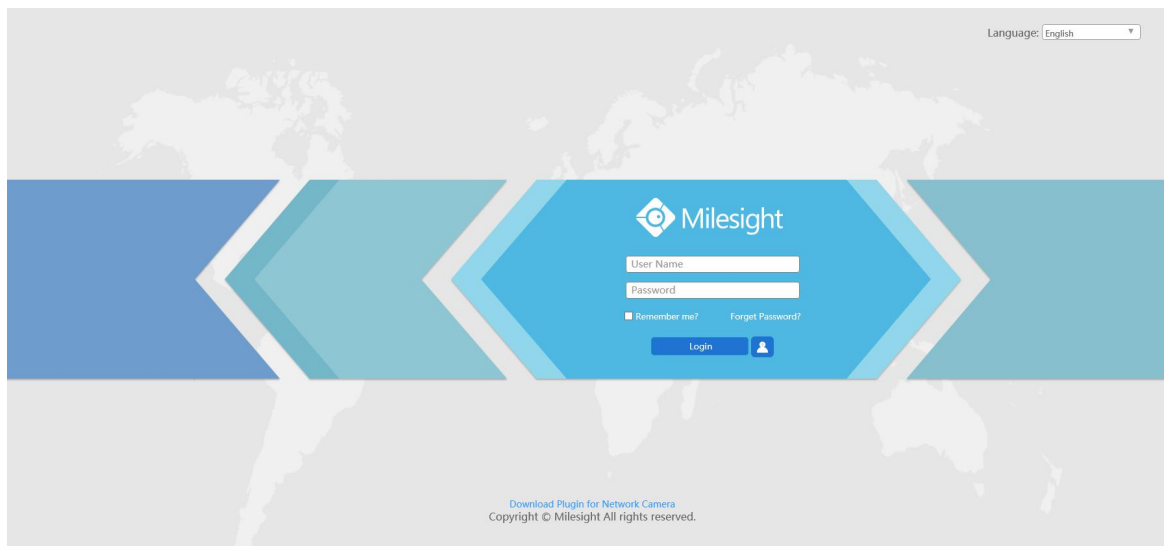 Language: English
Milesight
User Name
Password
Remember me? Forget Password?
Login
Download Plugin for Network Camera
Copyright © Milesight All rights reserved.